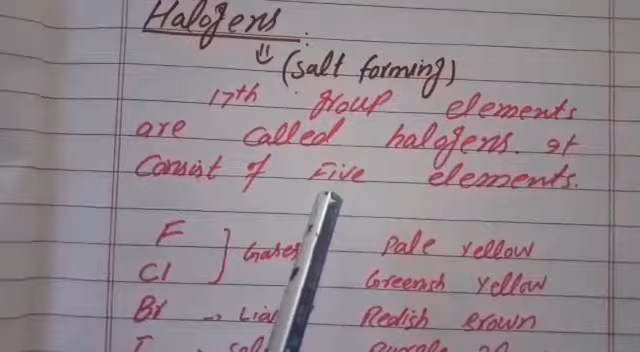 Halogens
(salt forming)
17th group elements
are called halogens. It
consist of Five elements.
F } Gases Pale yellow
Cl Greenish yellow
Br → Redish Brown
I